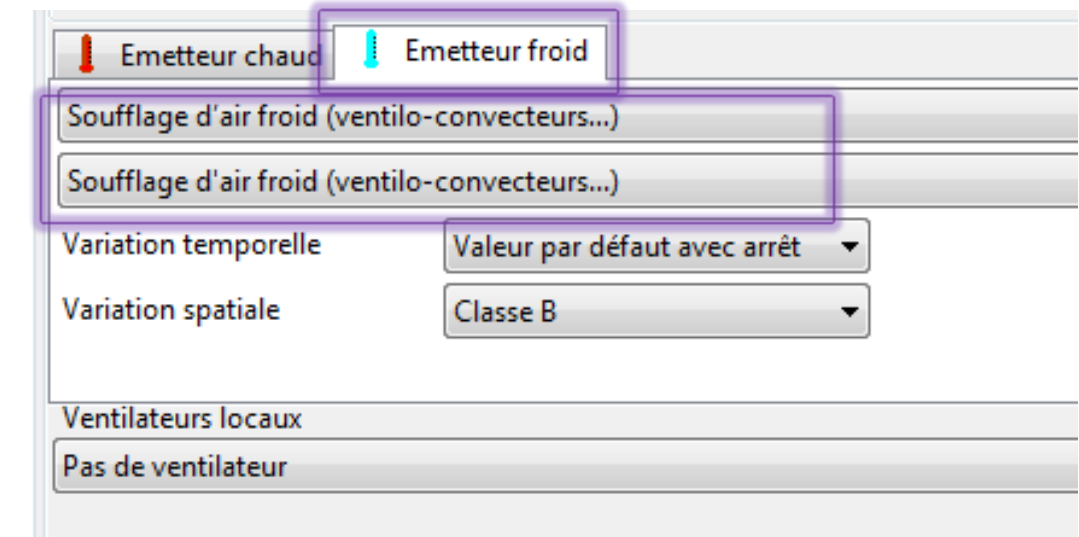 Emetteur chaud Emetteur froid
Soufflage d'air froid (ventilo-convecteurs...)
Soufflage d'air froid (ventilo-convecteurs...)
Variation temporelle Valeur par défaut avec arrêt
Variation spatiale Classe B
Ventilateurs locaux
Pas de ventilateur